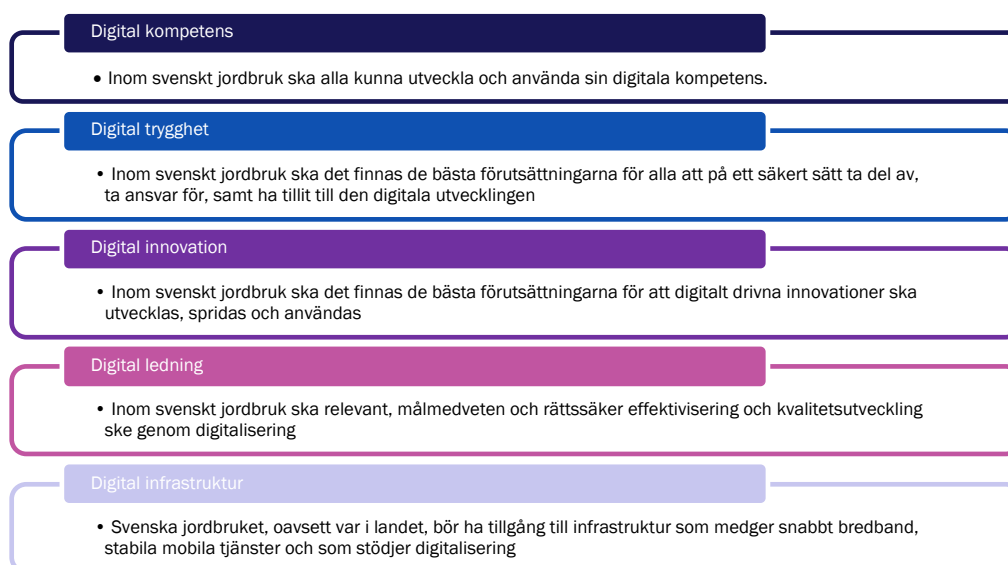 Digital kompetens
• Inom svenskt jordbruk ska alla kunna utveckla och använda sin digitala kompetens.
Digital trygghet
• Inom svenskt jordbruk ska det finnas de bästa förutsättningarna för alla att på ett säkert sätt ta del av,
ta ansvar för, samt ha tillit till den digitala utvecklingen
Digital innovation
• Inom svenskt jordbruk ska det finnas de bästa förutsättningarna för att digitalt drivna innovationer ska
utvecklas, spridas och användas
Digital ledning
• Inom svenskt jordbruk ska relevant, målmedveten och rättssäker effektivisering och kvalitetsutveckling
ske genom digitalisering
Digital infrastruktur
• Svenska jordbruket, oavsett var i landet, bör ha tillgång till infrastruktur som medger snabbt bredband,
stabila mobila tjänster och som stödjer digitalisering